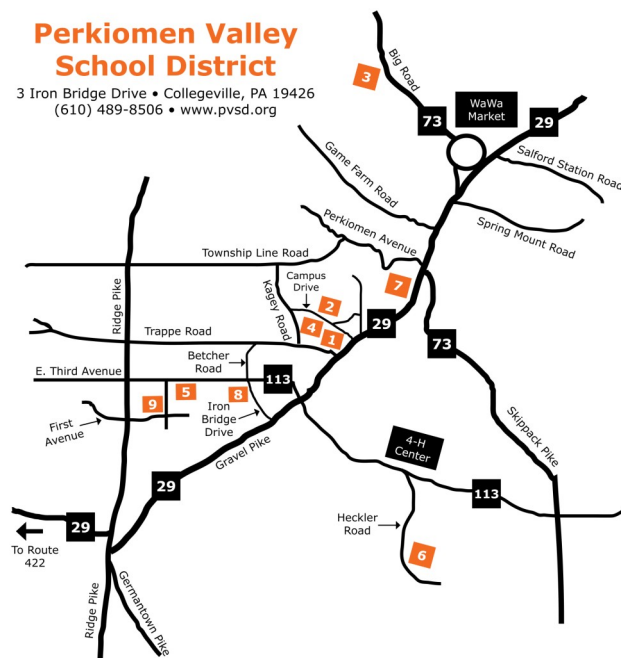 Perkiomen Valley
School District
3 Iron Bridge Drive • Collegeville, PA 19426
(610) 489-8506 • www.pvsd.org
3
Big Road
WaWa
Market
73
29
Salford Station Road
Game Farm Road
Perkiomen Avenue
Spring Mount Road
Township Line Road
Ridge Pike
Campus
Drive
Kagey Road
2
7
4
1
29
Trappe Road
73
Betcher
Road
E. Third Avenue
113
5
8
9
Iron
Bridge
Drive
First
Avenue
Gravel Pike
Skippack Pike
4-H
Center
29
113
29
Heckler
Road
To Route
422
6
Ridge Pike
Germantown Pike